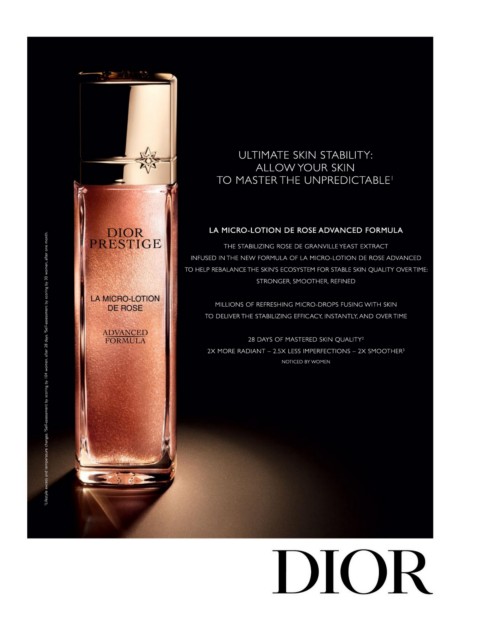 ULTIMATE SKIN STABILITY:
ALLOW YOUR SKIN
TO MASTER THE UNPREDICTABLE¹
LA MICRO-LOTION DE ROSE ADVANCED FORMULA
THE STABILIZING ROSE DE GRANVILLE YEAST EXTRACT
INFUSED IN THE NEW FORMULA OF LA MICRO-LOTION DE ROSE ADVANCED
TO HELP REBALANCE THE SKIN'S ECOSYSTEM FOR STABLE SKIN QUALITY OVER TIME:
STRONGER, SMOOTHER, REFINED
MILLIONS OF REFRESHING MICRO-DROPS FUSING WITH SKIN
TO DELIVER THE STABILIZING EFFICACY, INSTANTLY, AND OVER TIME
28 DAYS OF MASTERED SKIN QUALITY²
2X MORE RADIANT – 2.5X LESS IMPERFECTIONS – 2X SMOOTHER³
NOTICED BY WOMEN
DIOR
PRESTIGE
LA MICRO-LOTION
DE ROSE
ADVANCED
FORMULA
DIOR